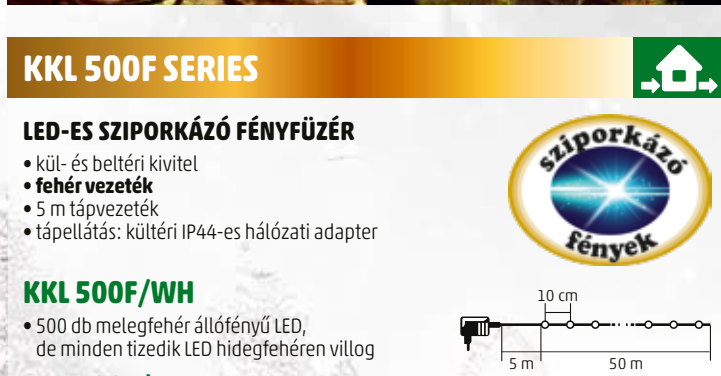 KKL 500F SERIES
LED-ES SZIPORKÁZÓ FÉNYFÜZÉR
• kül- és beltéri kivitel
• fehér vezeték
• 5 m tápvezeték
• tápellátás: kültéri IP44-es hálózati adapter
sziporkázó
fények
KKL 500F/WH
• 500 db melegfehér állófényű LED,
de minden tizedik LED hidegfehéren villog
10 cm
5 m
50 m